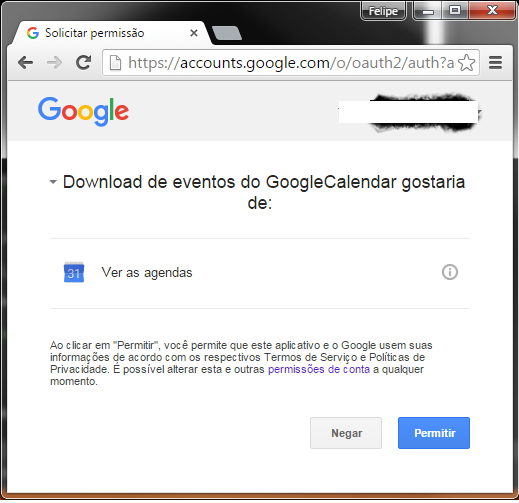 Felipe
Solicitar permissão
https://accounts.google.com/o/oauth2/auth?a
Google
Download de eventos do GoogleCalendar gostaria
de:
31
Ver as agendas
Ao clicar em "Permitir", você permite que este aplicativo e o Google usem suas
informações de acordo com os respectivos Termos de Serviço e Políticas de
Privacidade. É possível alterar esta e outras permissões de conta a qualquer
momento.
Negar
Permitir